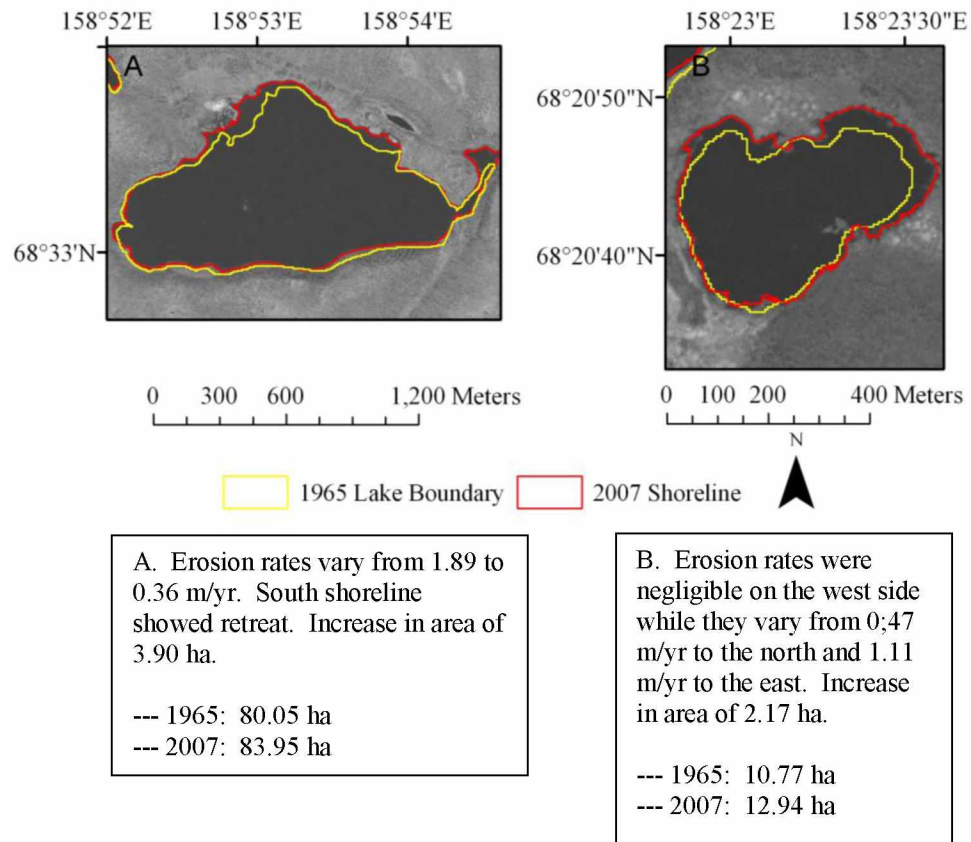 158°52'E 158°53'E 158°54'E
158°23'E 158°23'30"E
A
B
68°20'50"N
68°33'N
68°20'40"N
0 300 600 1,200 Meters
0 100 200 400 Meters
N
1965 Lake Boundary 2007 Shoreline
A. Erosion rates vary from 1.89 to
0.36 m/yr. South shoreline
showed retreat. Increase in area of
3.90 ha.
--- 1965: 80.05 ha
--- 2007: 83.95 ha
B. Erosion rates were
negligible on the west side
while they vary from 0;47
m/yr to the north and 1.11
m/yr to the east. Increase
in area of 2.17 ha.
--- 1965: 10.77 ha
--- 2007: 12.94 ha